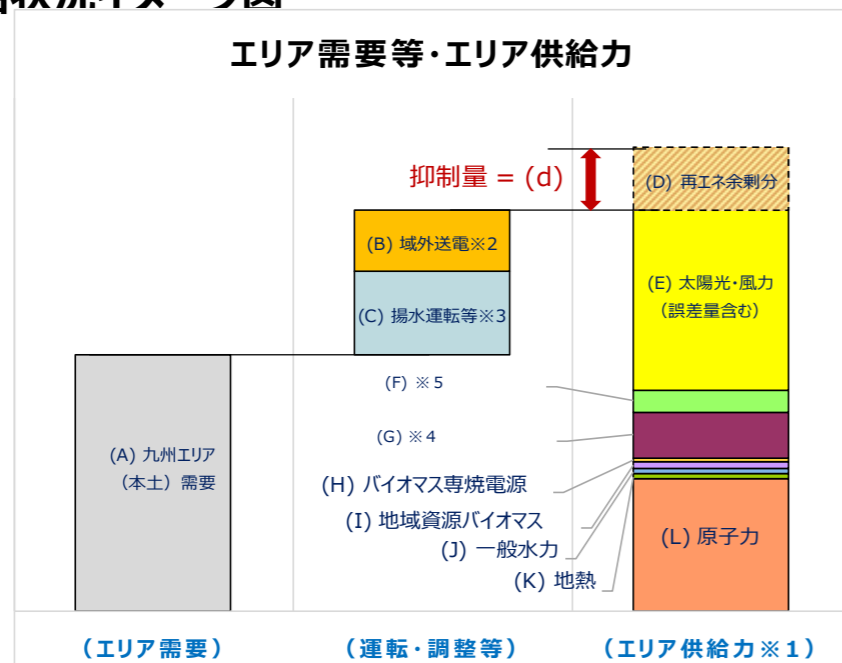 エリア需要等・エリア供給力
抑制量 = (d)
(D) 再エネ余剰分
(B) 域外送電※2
(E) 太陽光・風力
（誤差量含む）
(C) 揚水運転等※3
(F) ※５
(G) ※４
(A) 九州エリア
（本土）需要
(H) バイオマス専焼電源
(I) 地域資源バイオマス
(J) 一般水力
(K) 地熱
(L) 原子力
（エリア需要）
（運転・調整等）
（エリア供給力※１）